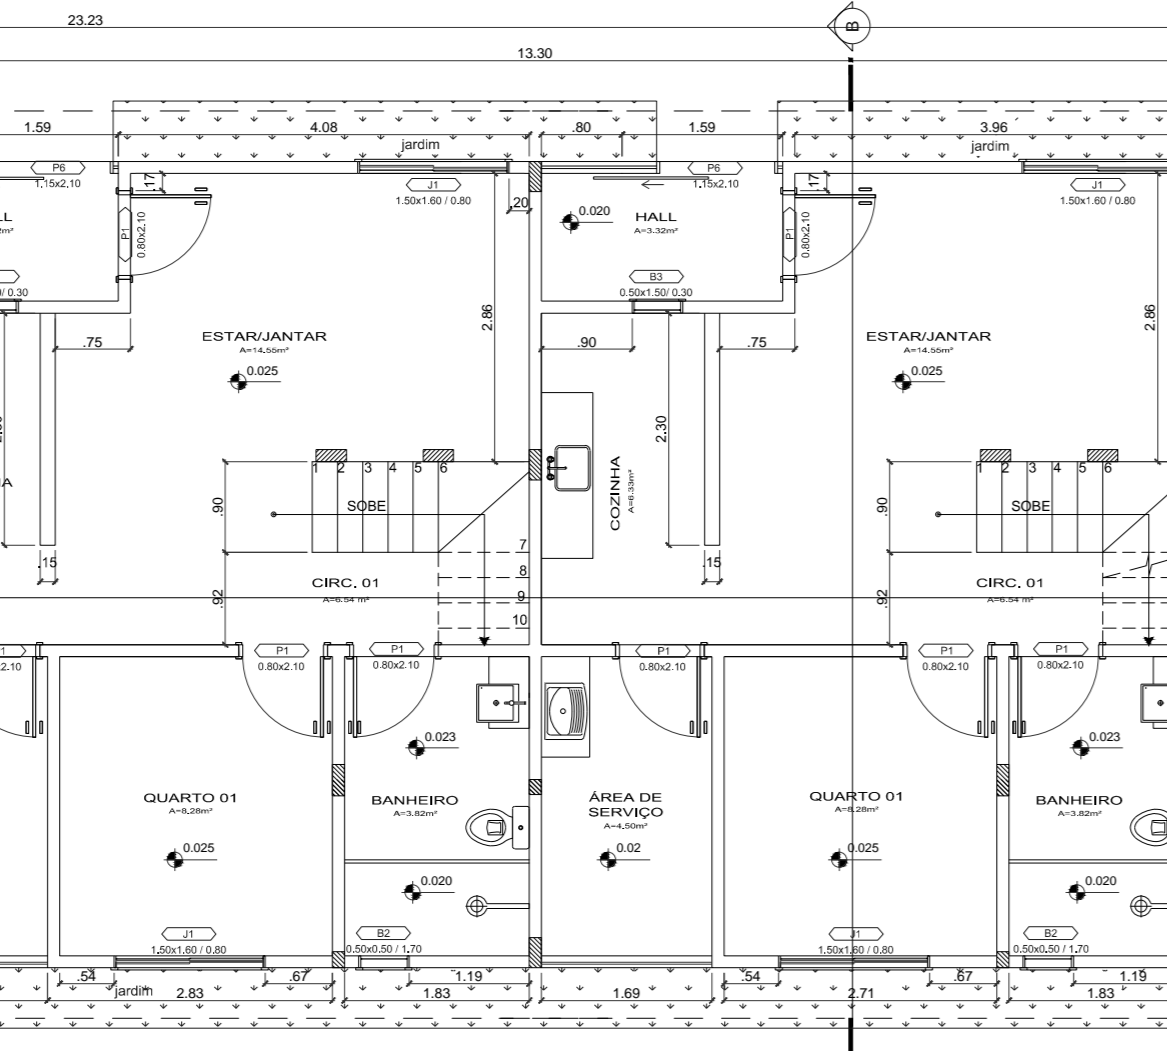 23.23
B
13.30
1.59
4.08
.80
1.59
3.96
jardim
jardim
P6
1.15x2.10
.17
J1
1.50x1.60 / 0.80
.20
P6
1.15x2.10
.17
J1
1.50x1.60 / 0.80
P1
0.80x2.10
0.020
HALL
A=3.32m²
P1
0.80x2.10
B3
0.50x1.50/ 0.30
/ 0.30
2.86
2.86
ESTAR/JANTAR
A=14.55m²
0.025
.75
.90
.75
ESTAR/JANTAR
A=14.55m²
0.025
2.30
COZINHA
A=6.33m²
1 2 3 4 5 6
1 2 3 4 5 6
.90
SOBE
.90
SOBE
7
8
9
10
.15
.15
.92
CIRC. 01
A=6.54 m²
.92
CIRC. 01
A=6.54 m²
P1
0.80x2.10
P1
0.80x2.10
P1
0.80x2.10
P1
0.80x2.10
P1
0.80x2.10
0.023
0.023
QUARTO 01
A=8.28m²
0.025
BANHEIRO
A=3.82m²
0.020
ÁREA DE
SERVIÇO
A=4.50m²
0.02
QUARTO 01
A=8.28m²
0.025
BANHEIRO
A=3.82m²
0.020
J1
1.50x1.60 / 0.80
B2
0.50x0.50 / 1.70
J1
1.50x1.60 / 0.80
B2
0.50x0.50 / 1.70
.54
.67
1.19
.54
.67
1.19
jardim
2.83
1.83
1.69
2.71
1.83